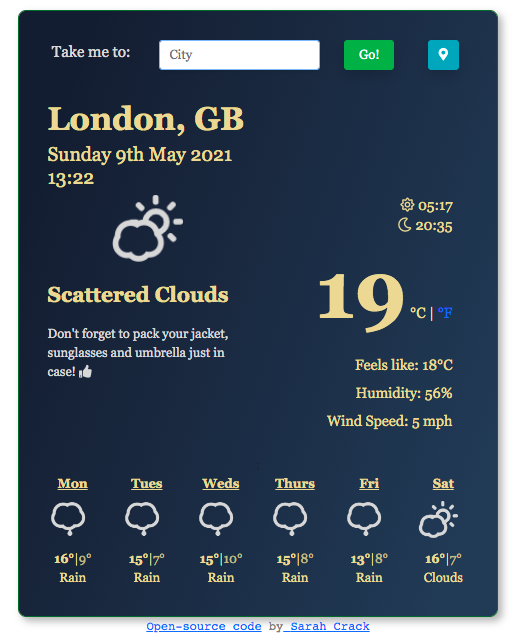 Take me to: City Go!
London, GB
Sunday 9th May 2021
13:22
05:17
20:35
Scattered Clouds
19 °C | °F
Don't forget to pack your jacket,
sunglasses and umbrella just in
case!
Feels like: 18°C
Humidity: 56%
Wind Speed: 5 mph
Mon Tues Weds Thurs Fri Sat
16°|9° 15°|7° 15°|10° 15°|8° 13°|8° 16°|7°
Rain Rain Rain Rain Rain Clouds
Open-source code by Sarah Crack